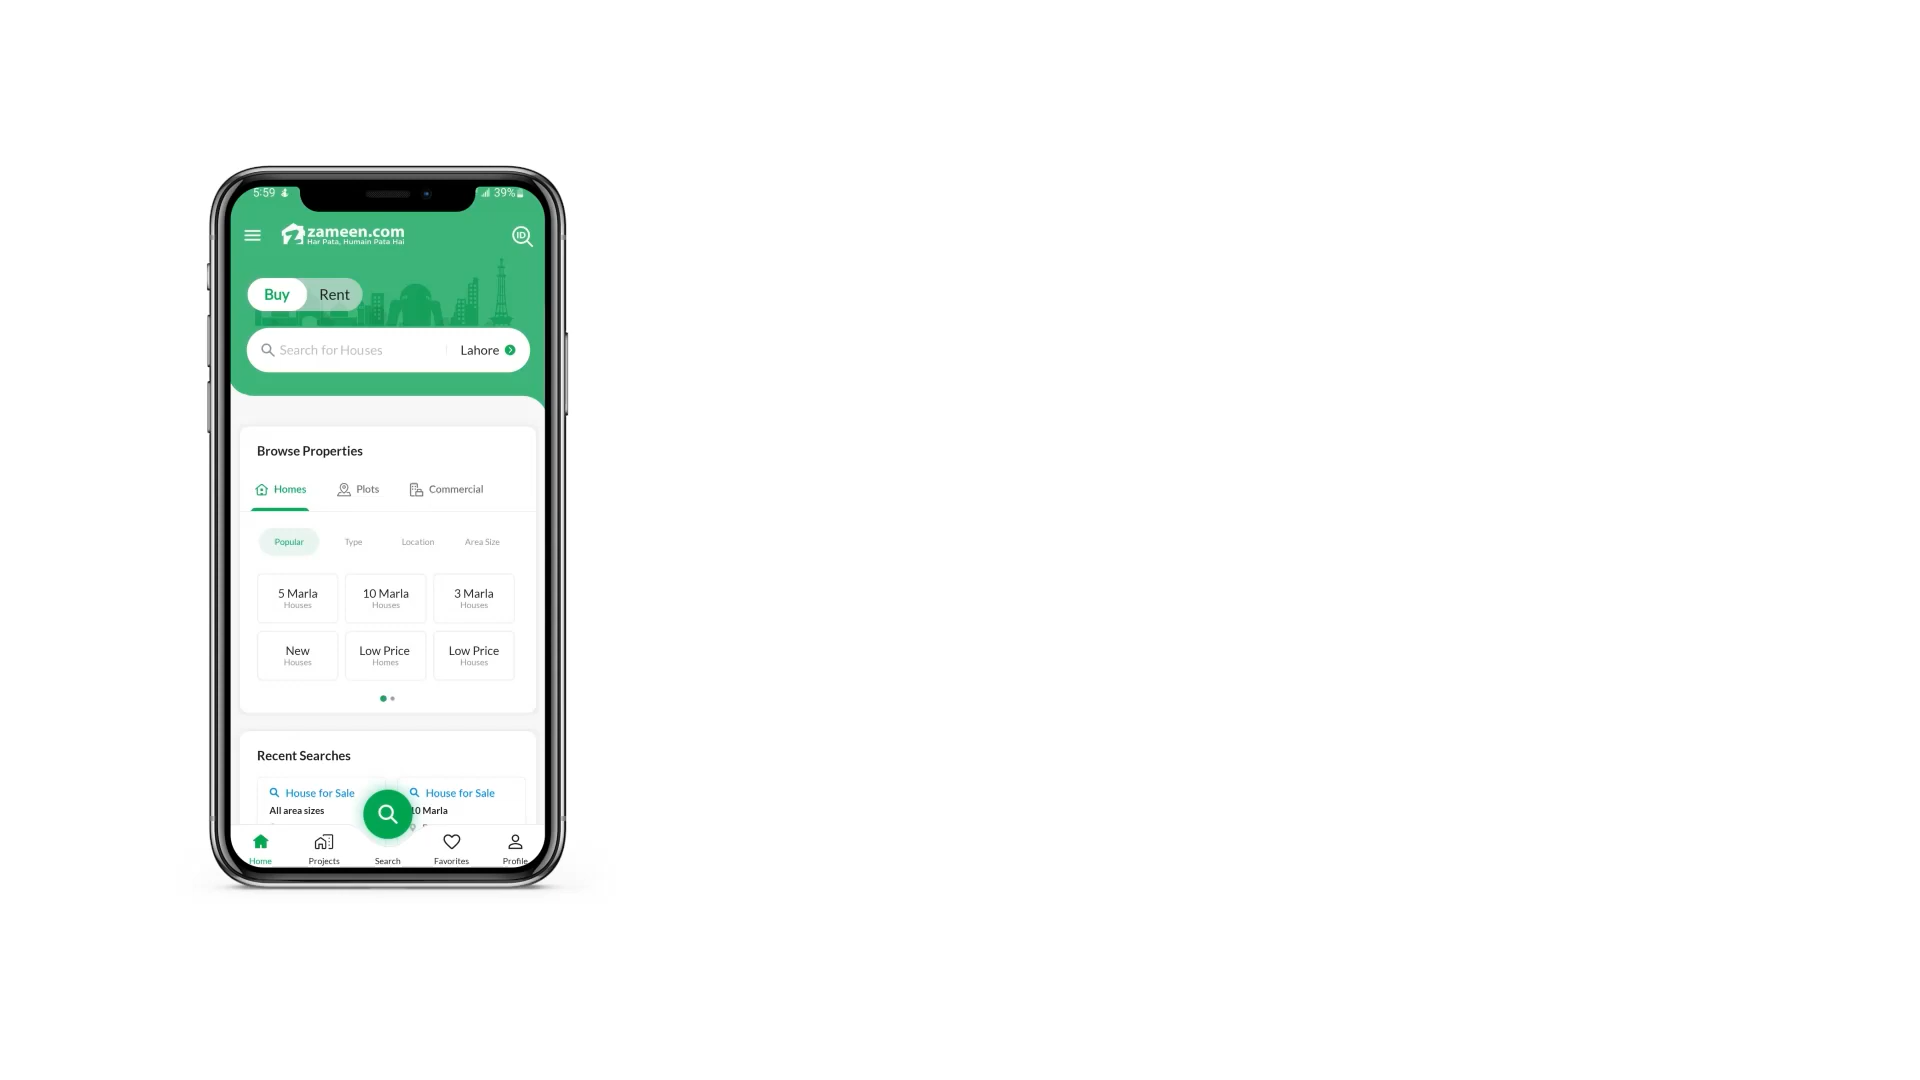 5:59
39%
zameen.com
Har Pata, Humain Pata Hai
ID
Buy Rent
Search for Houses Lahore
Browse Properties
Homes Plots Commercial
Popular Type Location Area Size
5 Marla 10 Marla 3 Marla
Houses Houses Houses
New Low Price Low Price
Houses Homes Houses
Recent Searches
House for Sale House for Sale
All area sizes 10 Marla
Home Projects Search Favorites Profile